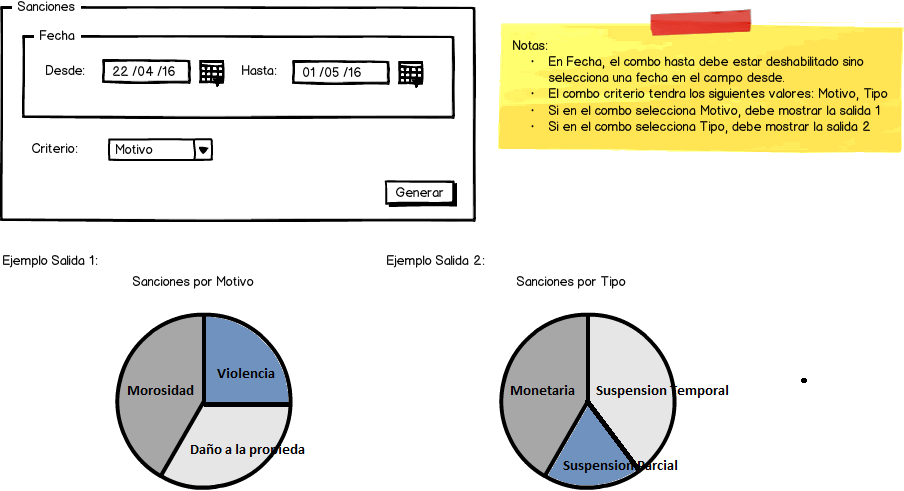 Sanciones
Fecha
Desde: 22 /04 /16 Hasta: 01 /05 /16
Criterio: Motivo
Generar
Notas:
• En Fecha, el combo hasta debe estar deshabilitado sino
selecciona una fecha en el campo desde.
• El combo criterio tendra los siguientes valores: Motivo, Tipo
• Si en el combo selecciona Motivo, debe mostrar la salida 1
• Si en el combo selecciona Tipo, debe mostrar la salida 2
Ejemplo Salida 1:
Sanciones por Motivo
Morosidad
Violencia
Daño a la propieda
Ejemplo Salida 2:
Sanciones por Tipo
Monetaria
Suspension Temporal
Suspension Parcial